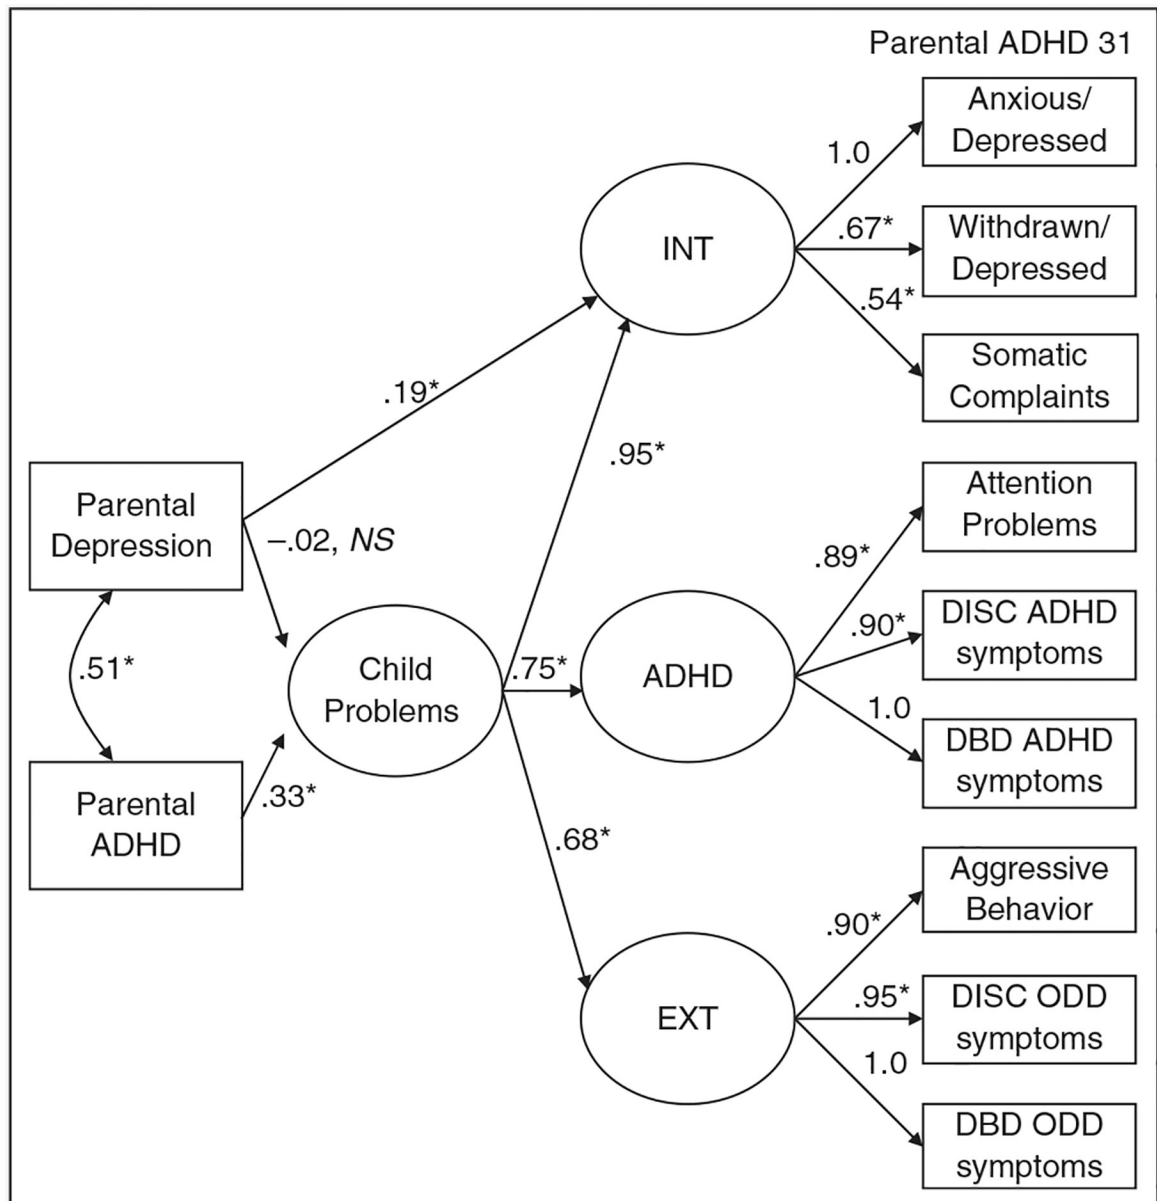 Parental ADHD 31
Anxious/
Depressed
1.0
INT
.67*
Withdrawn/
Depressed
.54*
Somatic
Complaints
.19*
.95*
Parental
Depression
–.02, NS
Attention
Problems
.89*
.90*
DISC ADHD
symptoms
.51*
Child
Problems
.75*
ADHD
1.0
DBD ADHD
symptoms
Parental
ADHD
.33*
.68*
Aggressive
Behavior
.90*
.95*
DISC ODD
symptoms
EXT
1.0
DBD ODD
symptoms